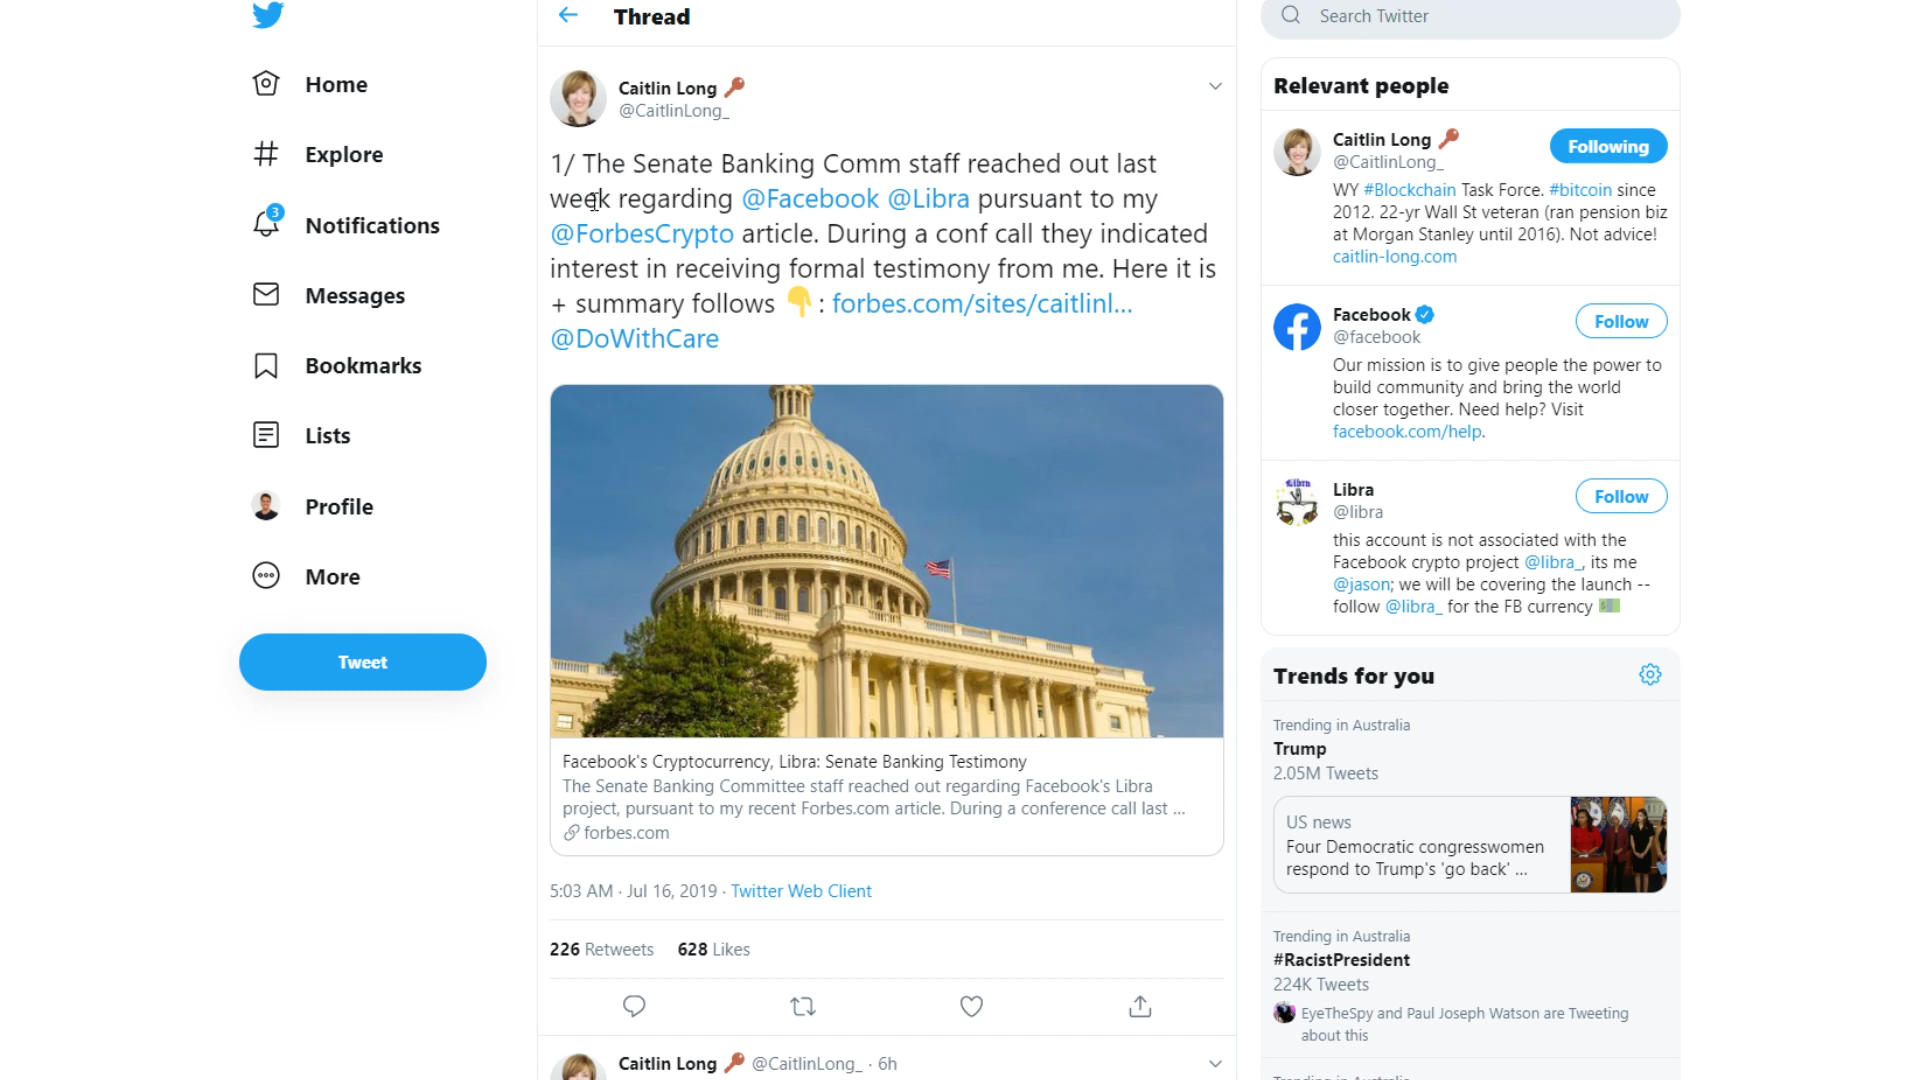 Home
Explore
3
Notifications
Messages
Bookmarks
Lists
Profile
More
Tweet
Thread
Caitlin Long
@CaitlinLong_
1/ The Senate Banking Comm staff reached out last
week regarding @Facebook @Libra pursuant to my
@ForbesCrypto article. During a conf call they indicated
interest in receiving formal testimony from me. Here it is
+ summary follows 👇: forbes.com/sites/caitlinl...
@DoWithCare
Facebook's Cryptocurrency, Libra: Senate Banking Testimony
The Senate Banking Committee staff reached out regarding Facebook's Libra
project, pursuant to my recent Forbes.com article. During a conference call last ...
forbes.com
5:03 AM · Jul 16, 2019 · Twitter Web Client
226 Retweets 628 Likes
Caitlin Long @CaitlinLong_ · 6h
Search Twitter
Relevant people
Caitlin Long
@CaitlinLong_
Following
WY #Blockchain Task Force. #bitcoin since
2012. 22-yr Wall St veteran (ran pension biz
at Morgan Stanley until 2016). Not advice!
caitlin-long.com
Facebook
@facebook
Follow
Our mission is to give people the power to
build community and bring the world
closer together. Need help? Visit
facebook.com/help.
Libra
Libra
@libra
Follow
this account is not associated with the
Facebook crypto project @libra_, its me
@jason; we will be covering the launch --
follow @libra_ for the FB currency
Trends for you
Trending in Australia
Trump
2.05M Tweets
US news
Four Democratic congresswomen
respond to Trump's 'go back' ...
Trending in Australia
#RacistPresident
224K Tweets
EyeTheSpy and Paul Joseph Watson are Tweeting
about this